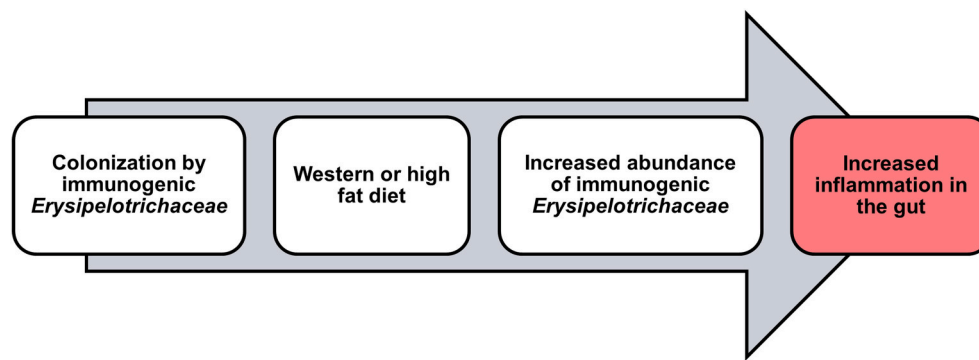 Colonization by
immunogenic
Erysipelotrichaceae
Western or high
fat diet
Increased abundance
of immunogenic
Erysipelotrichaceae
Increased
inflammation in
the gut